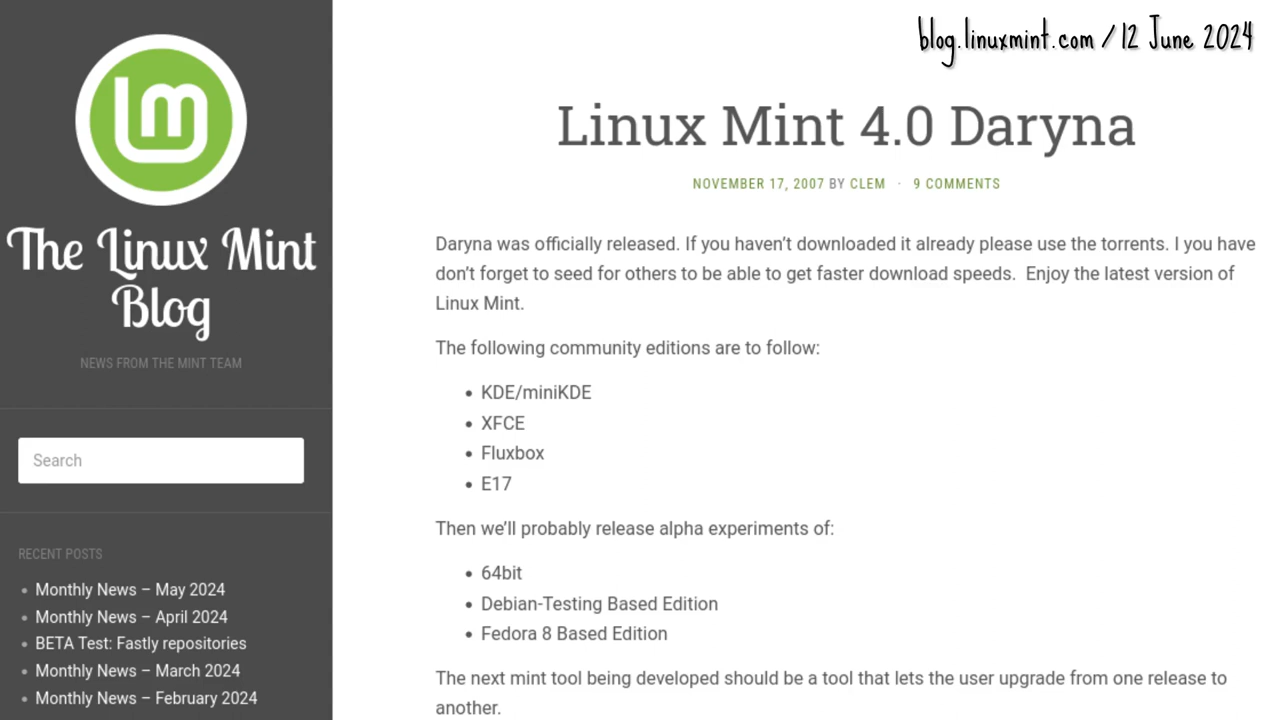 blog.linuxmint.com / 12 June 2024
lm
The Linux Mint
Blog
NEWS FROM THE MINT TEAM
Search
RECENT POSTS
Monthly News – May 2024
Monthly News – April 2024
BETA Test: Fastly repositories
Monthly News – March 2024
Monthly News – February 2024
Linux Mint 4.0 Daryna
NOVEMBER 17, 2007 BY CLEM · 9 COMMENTS
Daryna was officially released. If you haven’t downloaded it already please use the torrents. I you have
don’t forget to seed for others to be able to get faster download speeds.  Enjoy the latest version of
Linux Mint.
The following community editions are to follow:
KDE/miniKDE
XFCE
Fluxbox
E17
Then we’ll probably release alpha experiments of:
64bit
Debian-Testing Based Edition
Fedora 8 Based Edition
The next mint tool being developed should be a tool that lets the user upgrade from one release to
another.